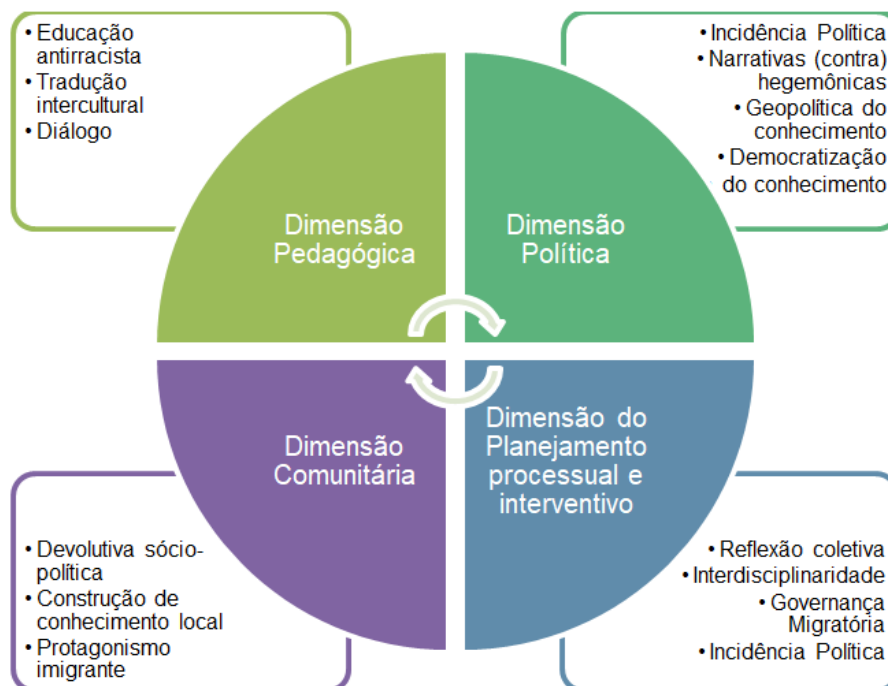 • Educação
antirracista
• Tradução
intercultural
• Diálogo
• Incidência Política
• Narrativas (contra)
hegemônicas
• Geopolítica do
conhecimento
• Democratização
do conhecimento
Dimensão
Pedagógica
Dimensão
Política
Dimensão
Comunitária
Dimensão do
Planejamento
processual e
interventivo
• Devolutiva sócio-
política
• Construção de
conhecimento local
• Protagonismo
imigrante
• Reflexão coletiva
• Interdisciplinaridade
• Governança
Migratória
• Incidência Política